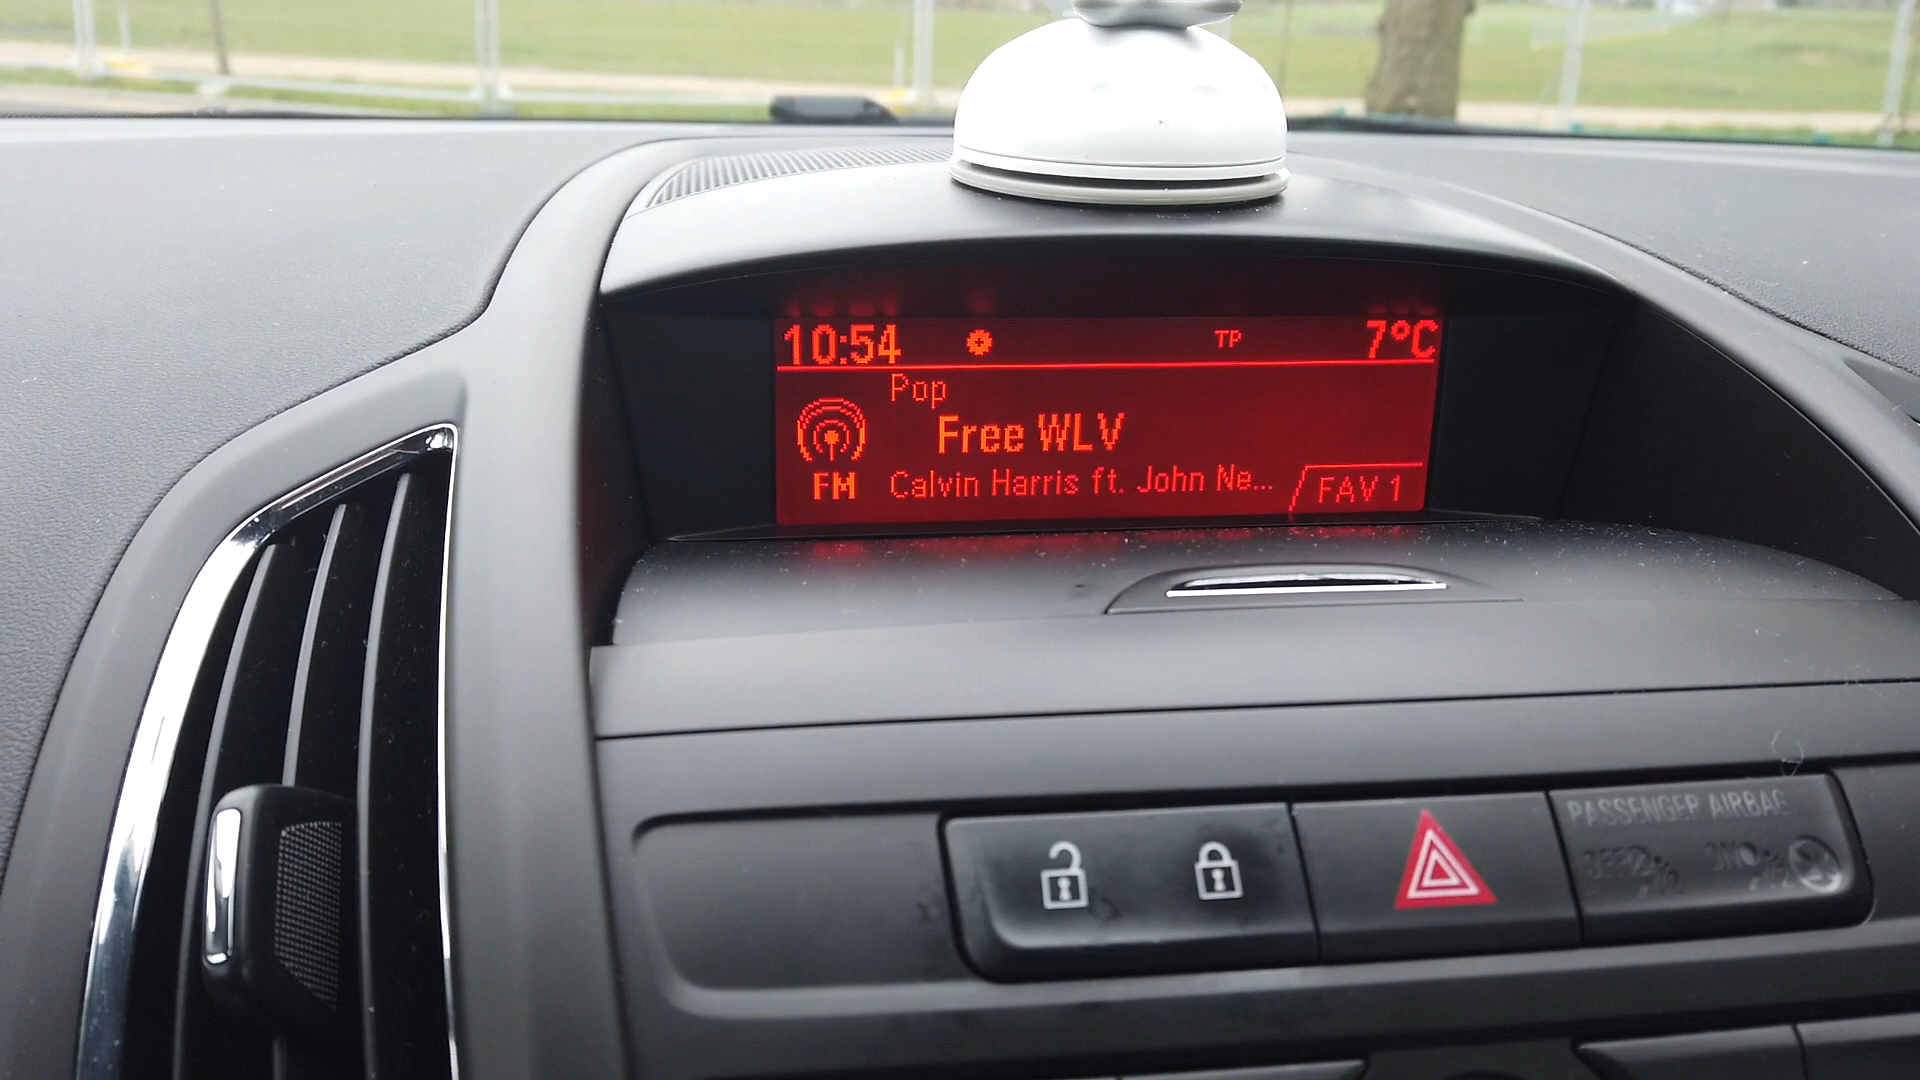 10:54 TP 7°C
Pop
Free WLV
FM Calvin Harris ft. John Ne... FAV 1
PASSENGER AIRBAG